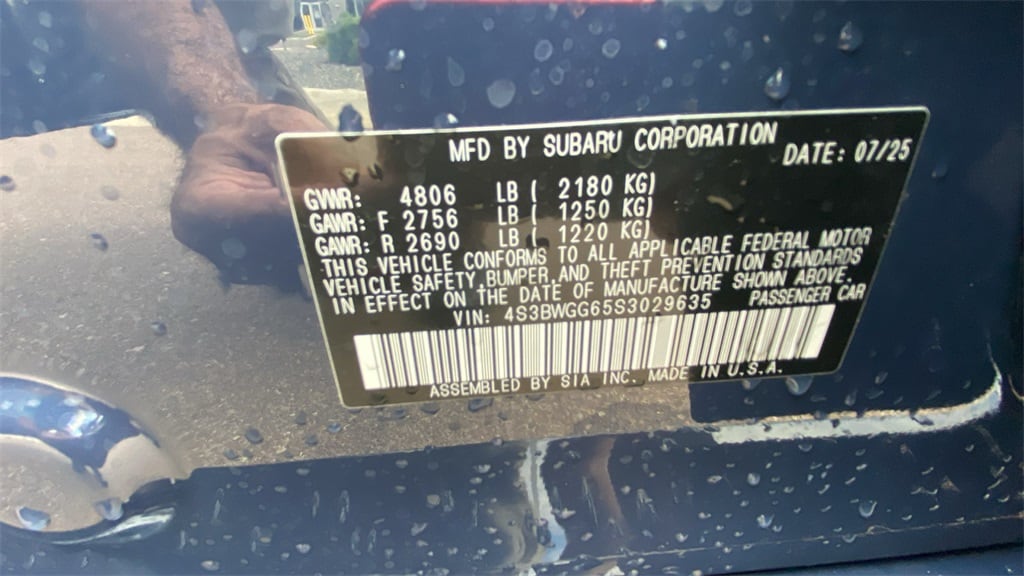 MFD BY SUBARU CORPORATION
DATE: 07/25
GVWR: 4806 LB ( 2180 KG)
GAWR: F 2756 LB ( 1250 KG)
GAWR: R 2690 LB ( 1220 KG)
THIS VEHICLE CONFORMS TO ALL APPLICABLE FEDERAL MOTOR
VEHICLE SAFETY, BUMPER, AND THEFT PREVENTION STANDARDS
IN EFFECT ON THE DATE OF MANUFACTURE SHOWN ABOVE.
VIN: 4S3BWGG65S3029635 PASSENGER CAR
ASSEMBLED BY SIA, INC. MADE IN U.S.A.